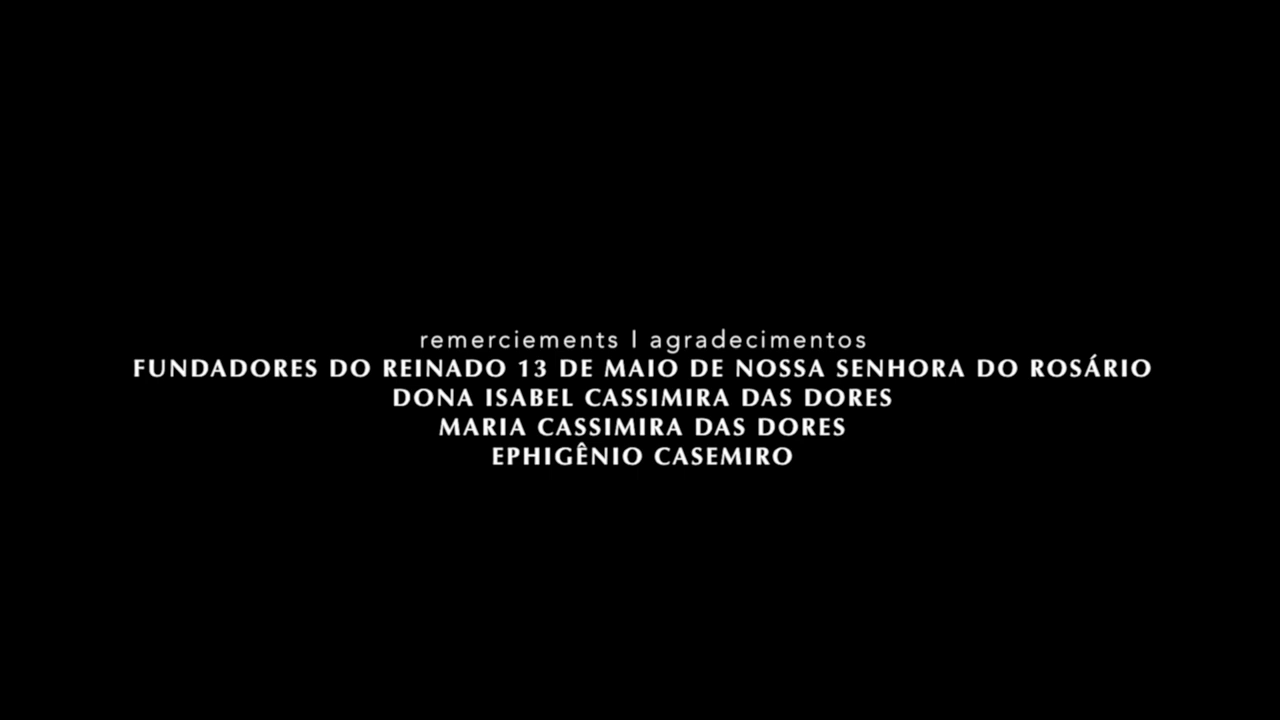 remerciements | agradecimentos
FUNDADORES DO REINADO 13 DE MAIO DE NOSSA SENHORA DO ROSÁRIO
DONA ISABEL CASSIMIRA DAS DORES
MARIA CASSIMIRA DAS DORES
EPHIGÊNIO CASEMIRO